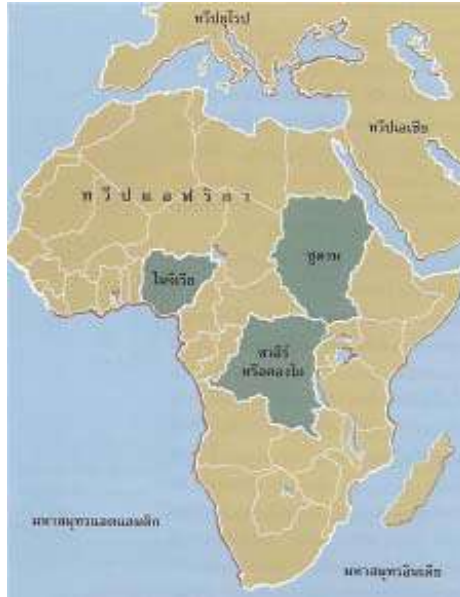 ทวีปยุโรป
ทวีปเอเชีย
ทวีปแอฟริกา
ซูดาน
ไนจีเรีย
ซาอีร์
หรือคองโก
มหาสมุทรแอตแลนติก
มหาสมุทรอินเดีย